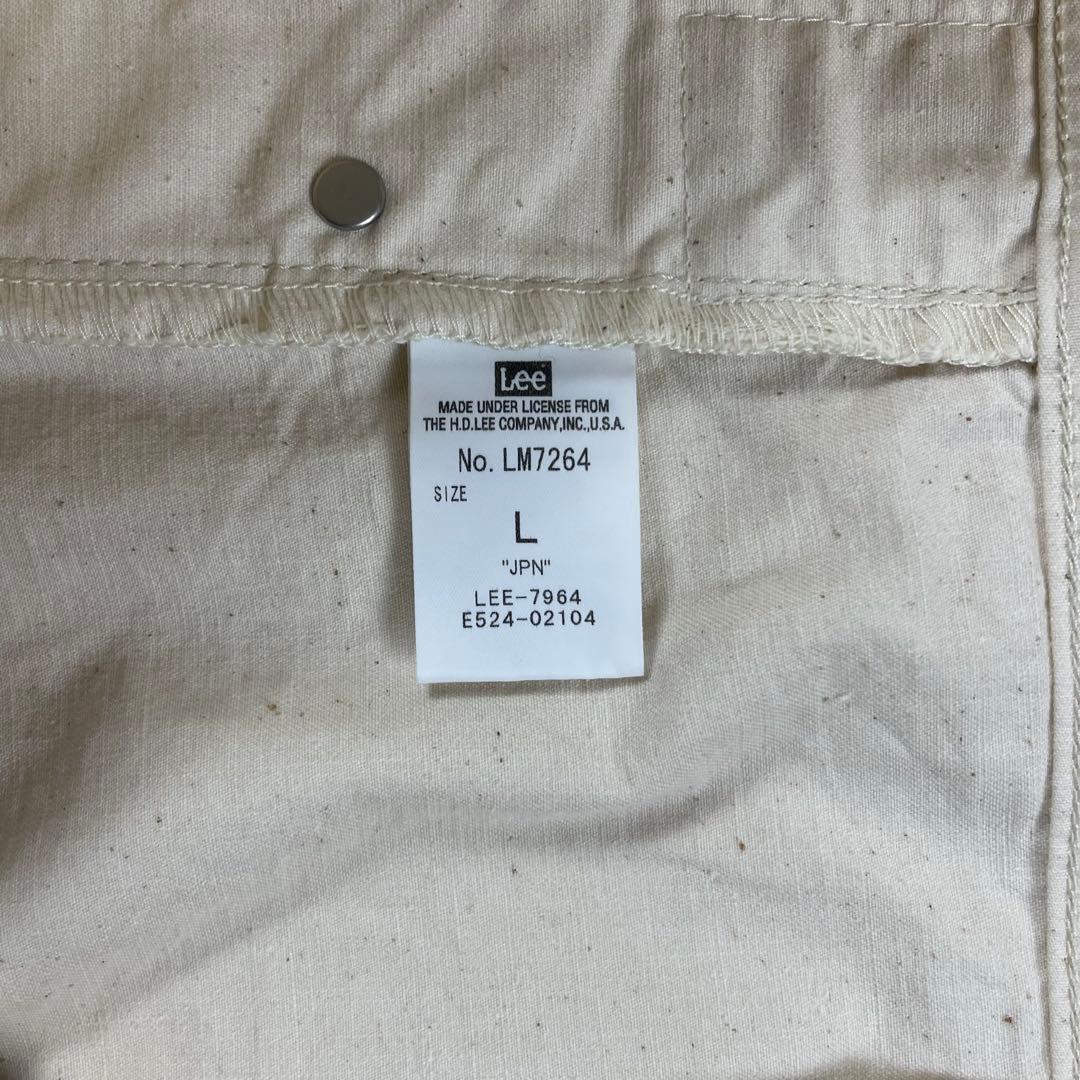 Lee
MADE UNDER LICENSE FROM
THE H.D.LEE COMPANY,INC.,U.S.A.
No. LM7264
SIZE
L
"JPN"
LEE-7964
E524-02104